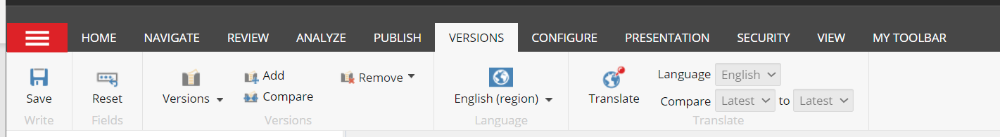 HOME NAVIGATE REVIEW ANALYZE PUBLISH VERSIONS CONFIGURE PRESENTATION SECURITY VIEW MY TOOLBAR
Save
Write
Reset
Fields
Versions
Add
Compare
Remove
Versions
English (region)
Language
Translate
Language English
Compare Latest to Latest
Translate